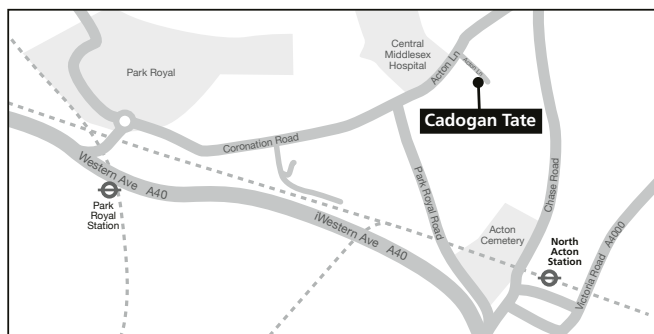 Park Royal
Central
Middlesex
Hospital
Acton Ln
Acton Ln
Cadogan Tate
Coronation Road
Western Ave A40
Park
Royal
Station
iWestern Ave A40
Park Royal Road
Chase Road
Acton
Cemetery
North
Acton
Station
Victoria Road A4000